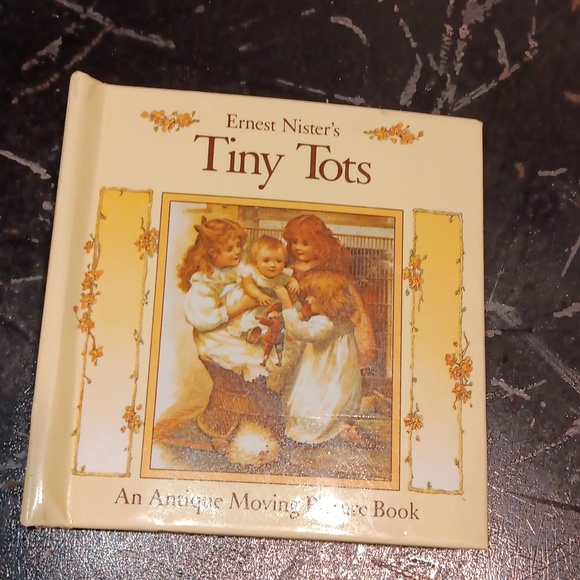 Ernest Nister's
Tiny Tots
An Antique Moving Picture Book